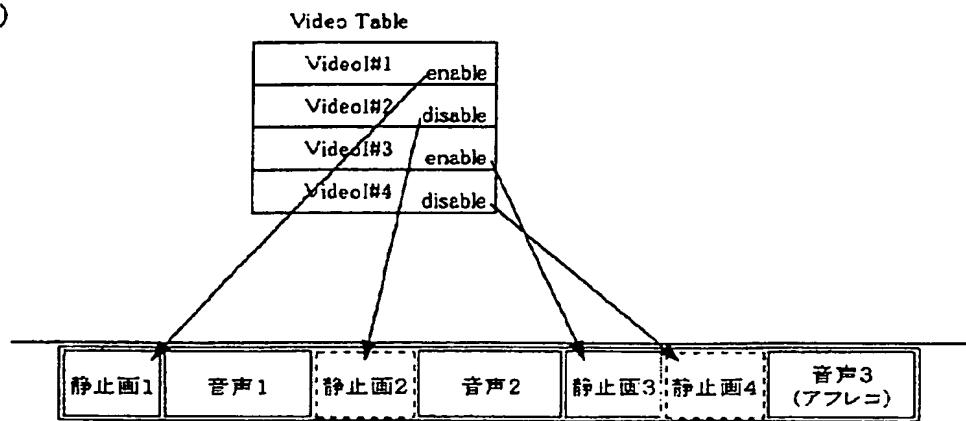 )
Video Table
VideoI#1 enable
VideoI#2 disable
VideoI#3 enable
VideoI#4 disable
静止画1 音声1 静止画2 音声2 静止画3 静止画4 音声3
(アフレコ)